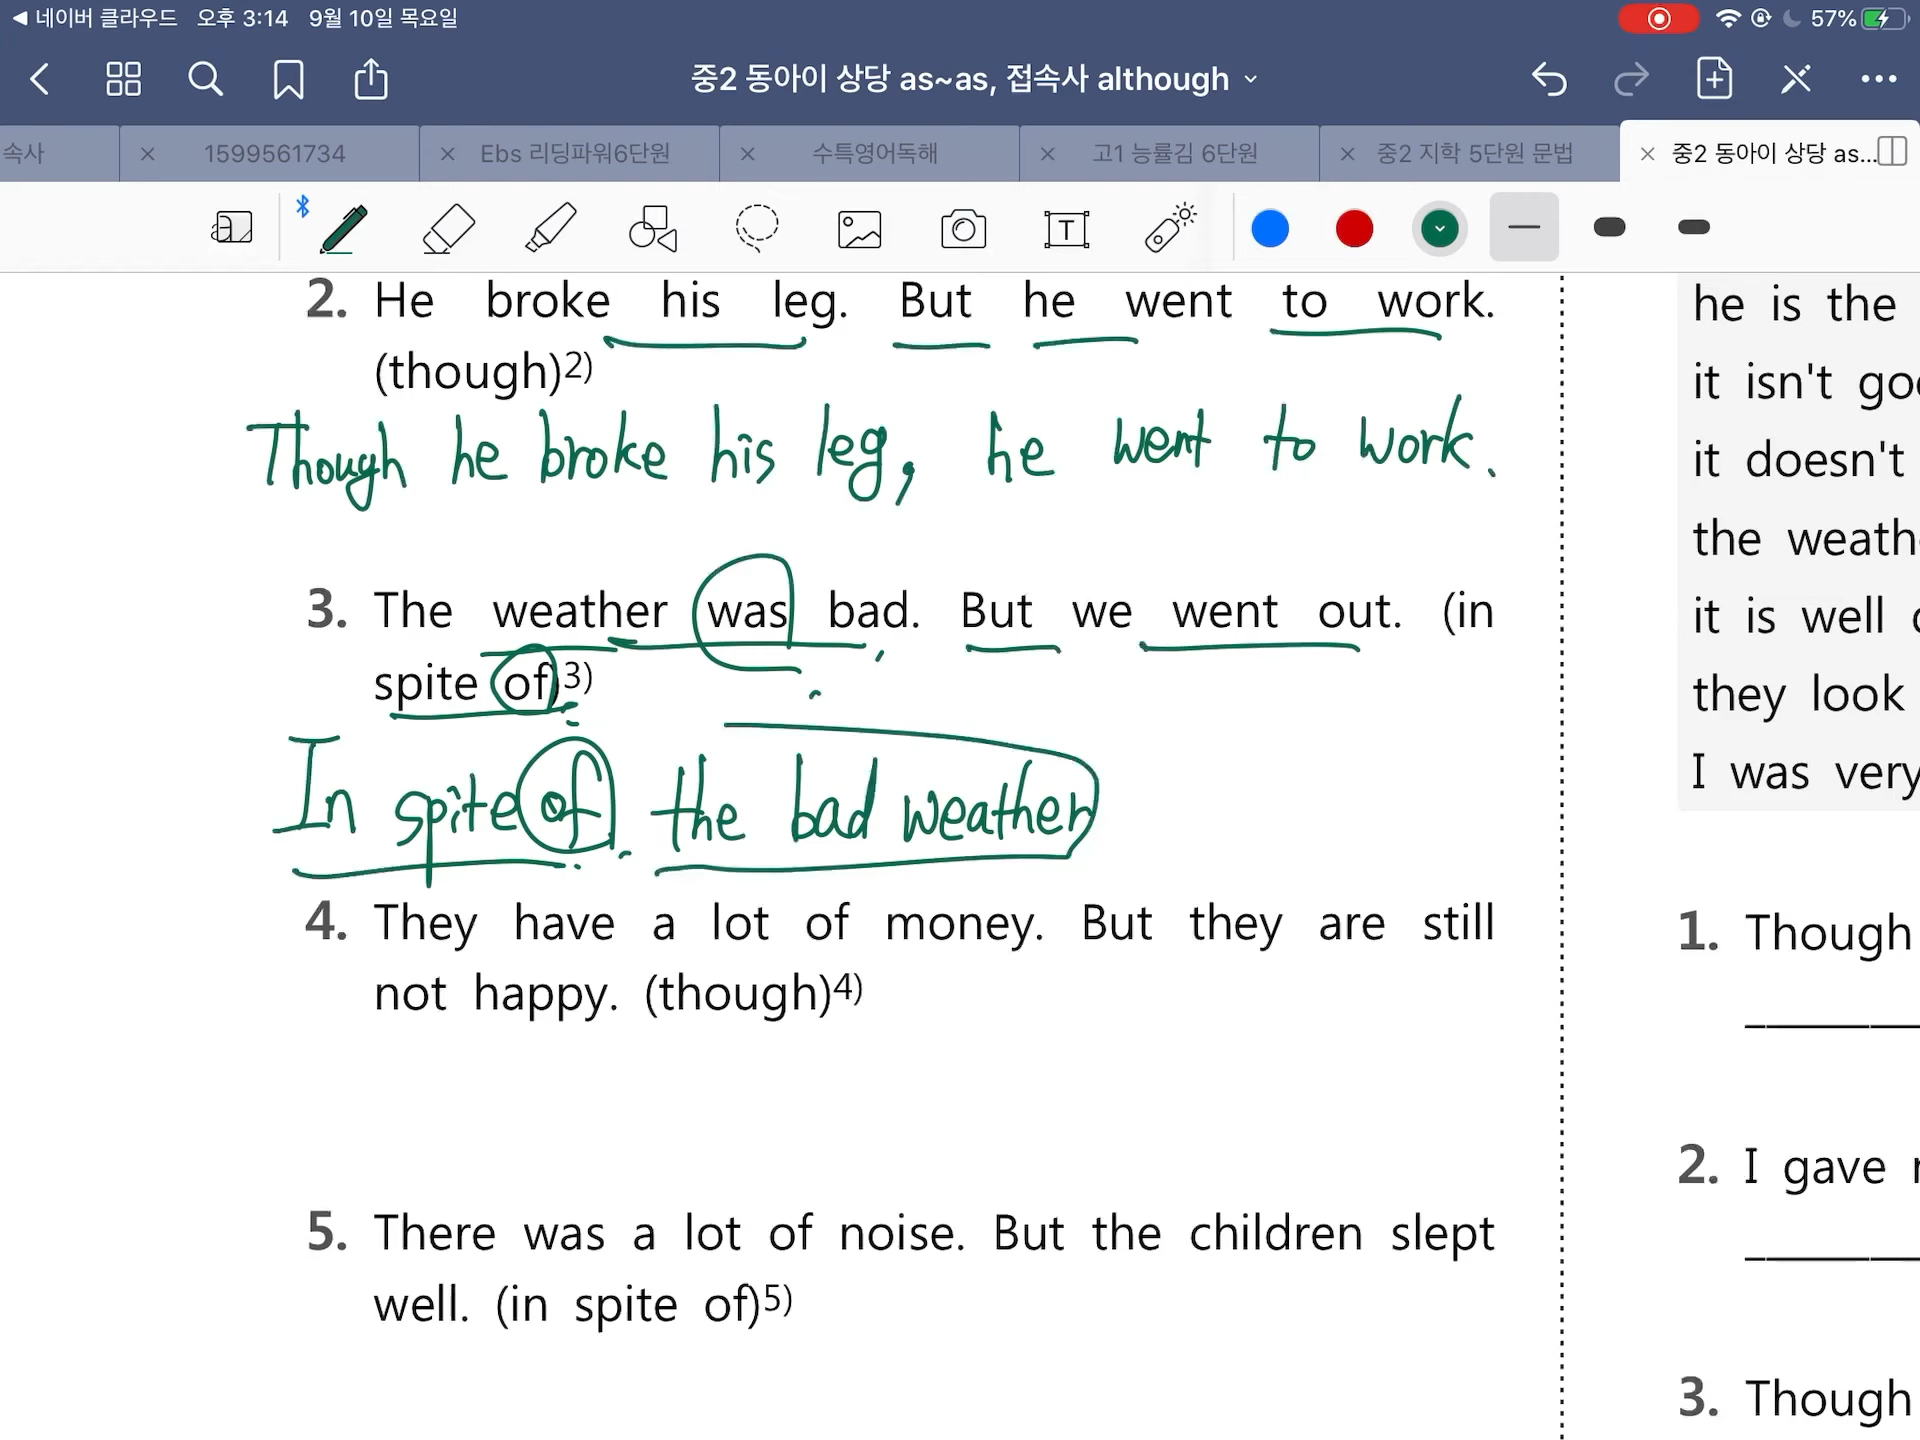 네이버 클라우드 오후 3:14 9월 10일 목요일 57%
중2 동아이 상당 as~as, 접속사 although
속사 1599561734 Ebs 리딩파워6단원 수특영어독해 고1 능률김 6단원 중2 지학 5단원 문법 중2 동아이 상당 as...
2. He broke his leg. But he went to work.
(though)2)
Though he broke his leg, he went to work.
3. The weather was bad. But we went out. (in
spite of)3)
In spite of the bad weather
4. They have a lot of money. But they are still
not happy. (though)4)
5. There was a lot of noise. But the children slept
well. (in spite of)5)
he is the
it isn't goo
it doesn't
the weath
it is well
they look
I was very
1. Though
2. I gave
3. Though